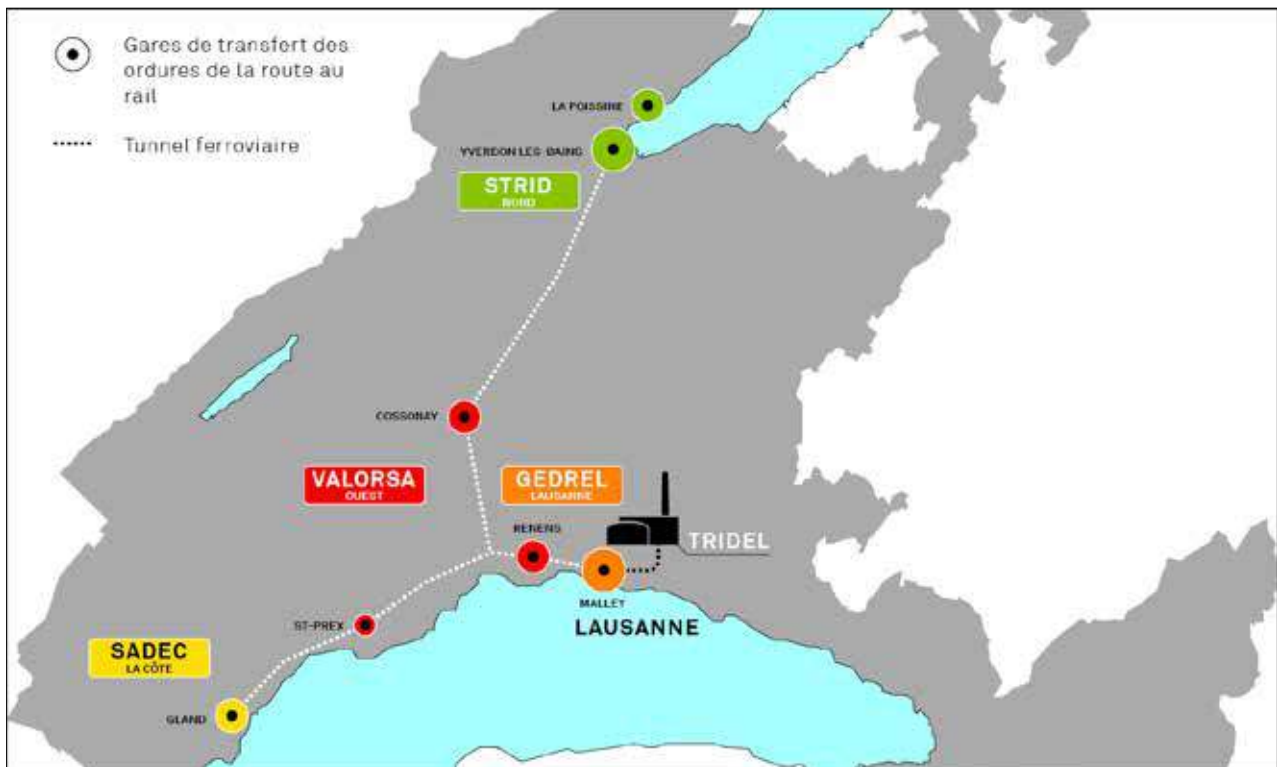 Gares de transfert des
ordures de la route au
rail
Tunnel ferroviaire
LA POISSINE
YVERDON LES-BAINS
STRID
NORD
COSSONAY
VALORSA
OUEST
GEDREL
LAUSANNE
RENENS
TRIDEL
MALLEY
LAUSANNE
ST-PREX
SADEC
LA CÔTE
GLAND